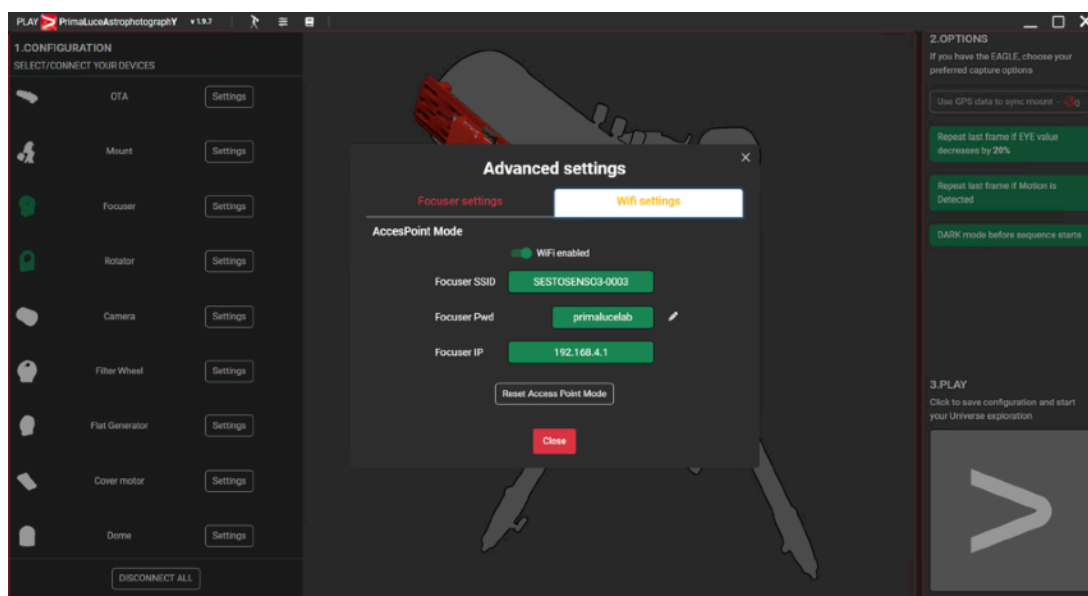 PLAY PrimaLuceAstrophotographY v 1.9.7
1.CONFIGURATION
SELECT/CONNECT YOUR DEVICES
OTA Settings
Mount Settings
Focuser Settings
Rotator Settings
Camera Settings
Filter Wheel Settings
Flat Generator Settings
Cover motor Settings
Dome Settings
DISCONNECT ALL
Advanced settings
Focuser settings Wifi settings
AccesPoint Mode
WiFi enabled
Focuser SSID SESTOSENSO3-0003
Focuser Pwd primalucelab
Focuser IP 192.168.4.1
Reset Access Point Mode
Close
2.OPTIONS
If you have the EAGLE, choose your
preferred capture options
Use GPS data to sync mount - 0
Repeat last frame if EYE value
decreases by 20%
Repeat last frame if Motion is
Detected
DARK mode before sequence starts
3.PLAY
Click to save configuration and start
your Universe exploration